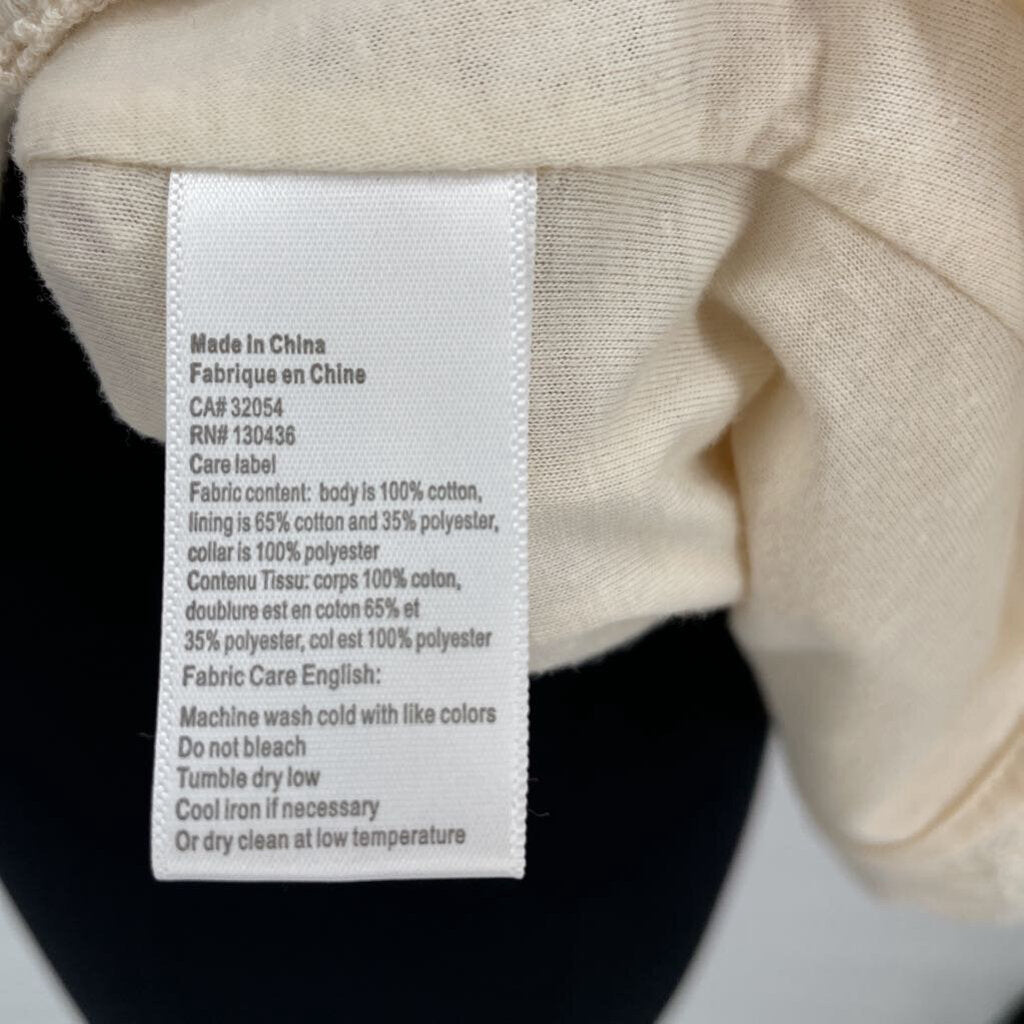 Made in China
Fabrique en Chine
CA# 32054
RN# 130436
Care label
Fabric content: body is 100% cotton,
lining is 65% cotton and 35% polyester,
collar is 100% polyester
Contenu Tissu: corps 100% coton,
doublure est en coton 65% et
35% polyester, col est 100% polyester
Fabric Care English:
Machine wash cold with like colors
Do not bleach
Tumble dry low
Cool iron if necessary
Or dry clean at low temperature